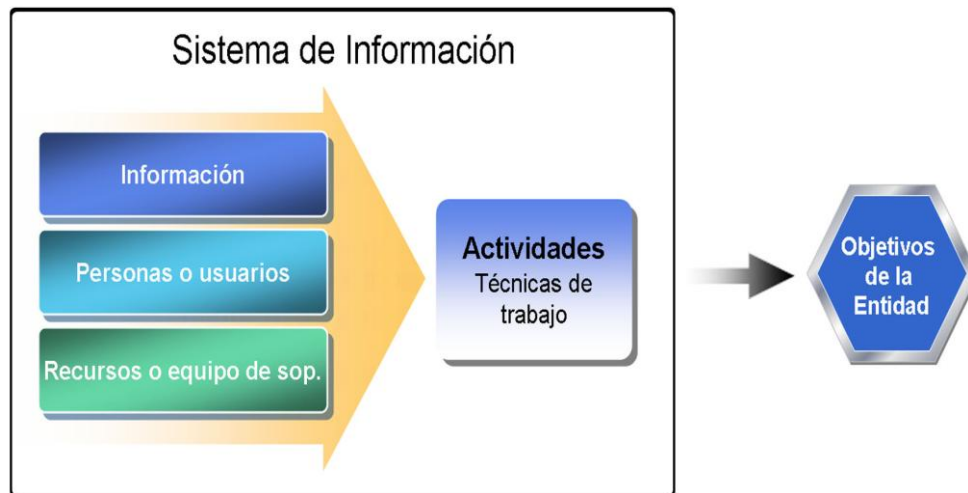 Sistema de Información
Información
Personas o usuarios
Recursos o equipo de sop.
Actividades
Técnicas de
trabajo
Objetivos
de la
Entidad